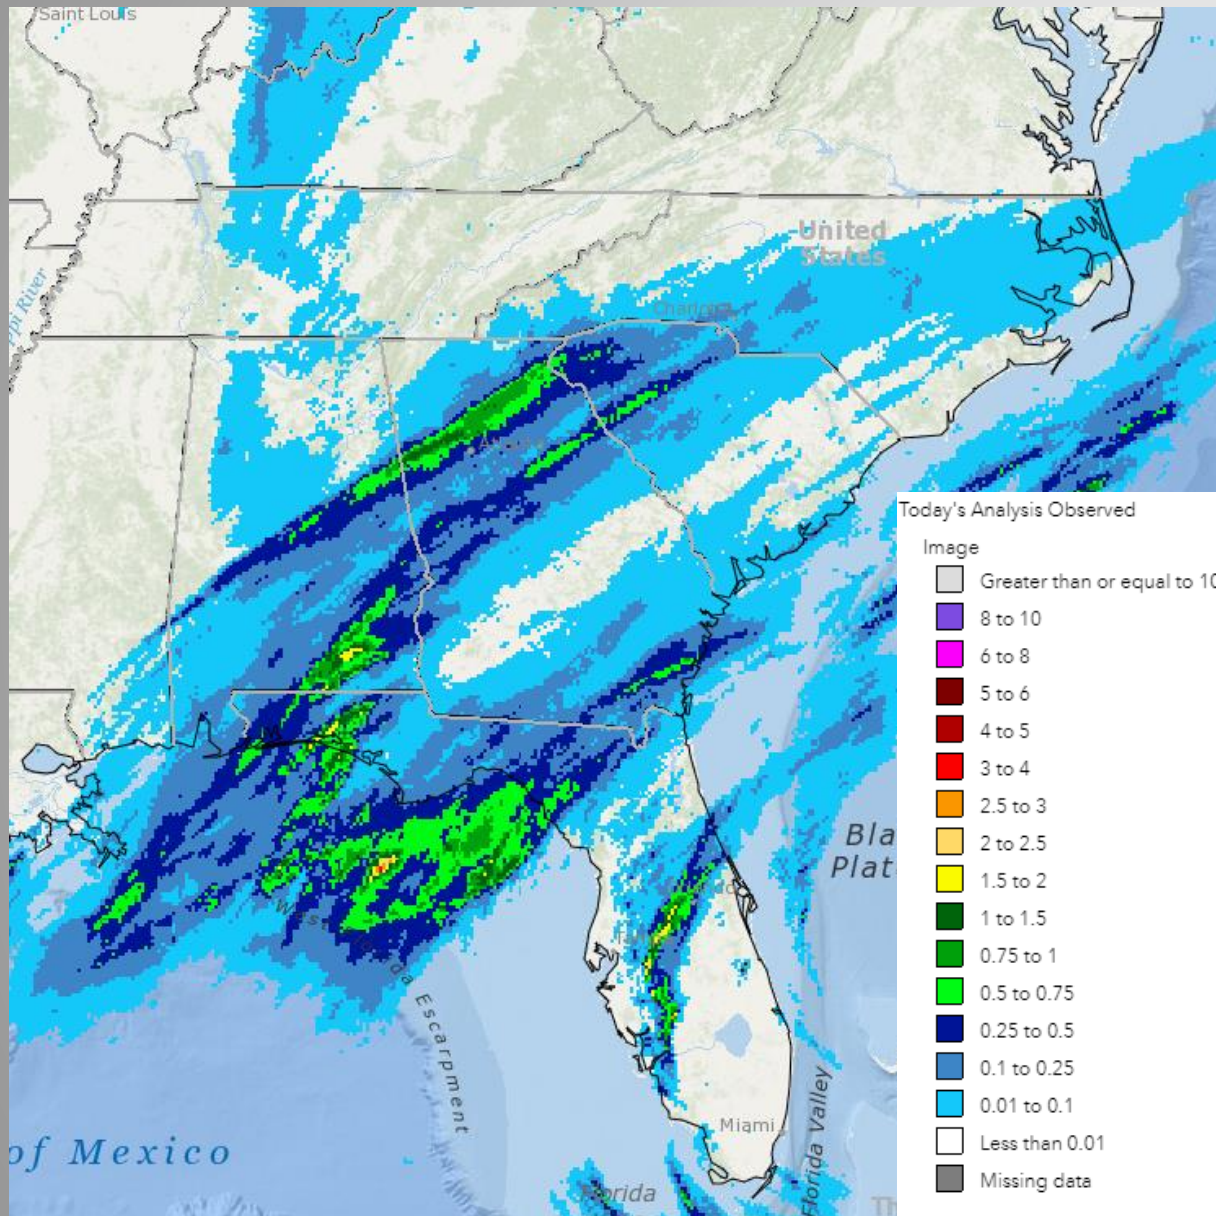 Saint Louis
United
States
Charlotte
ppi River
Atlanta
Today's Analysis Observed
Image
Greater than or equal to 10
8 to 10
6 to 8
5 to 6
4 to 5
3 to 4
2.5 to 3
2 to 2.5
1.5 to 2
1 to 1.5
0.75 to 1
0.5 to 0.75
0.25 to 0.5
0.1 to 0.25
0.01 to 0.1
Less than 0.01
Missing data
Bla
Plat
Escarpment
of Mexico
Miami
Florida Valley
Florida
Th